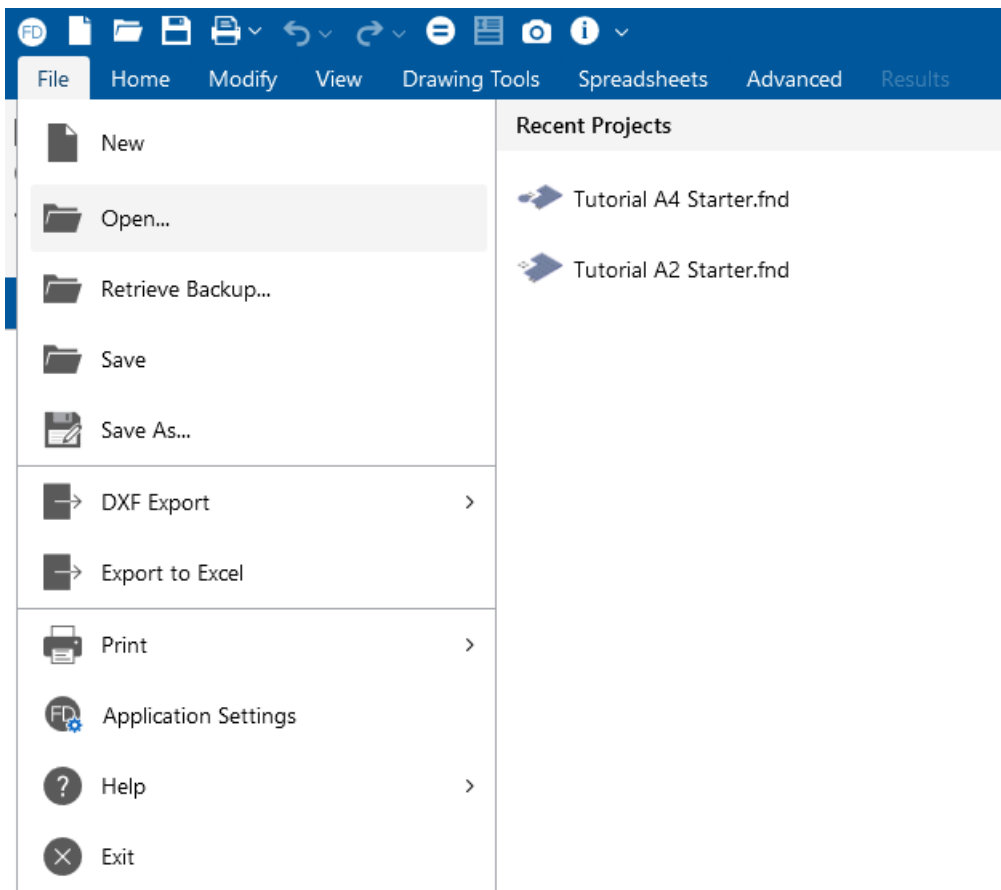 FD
File Home Modify View Drawing Tools Spreadsheets Advanced Results
New
Open...
Retrieve Backup...
Save
Save As...
DXF Export
Export to Excel
Print
FD Application Settings
Help
Exit
Recent Projects
Tutorial A4 Starter.fnd
Tutorial A2 Starter.fnd